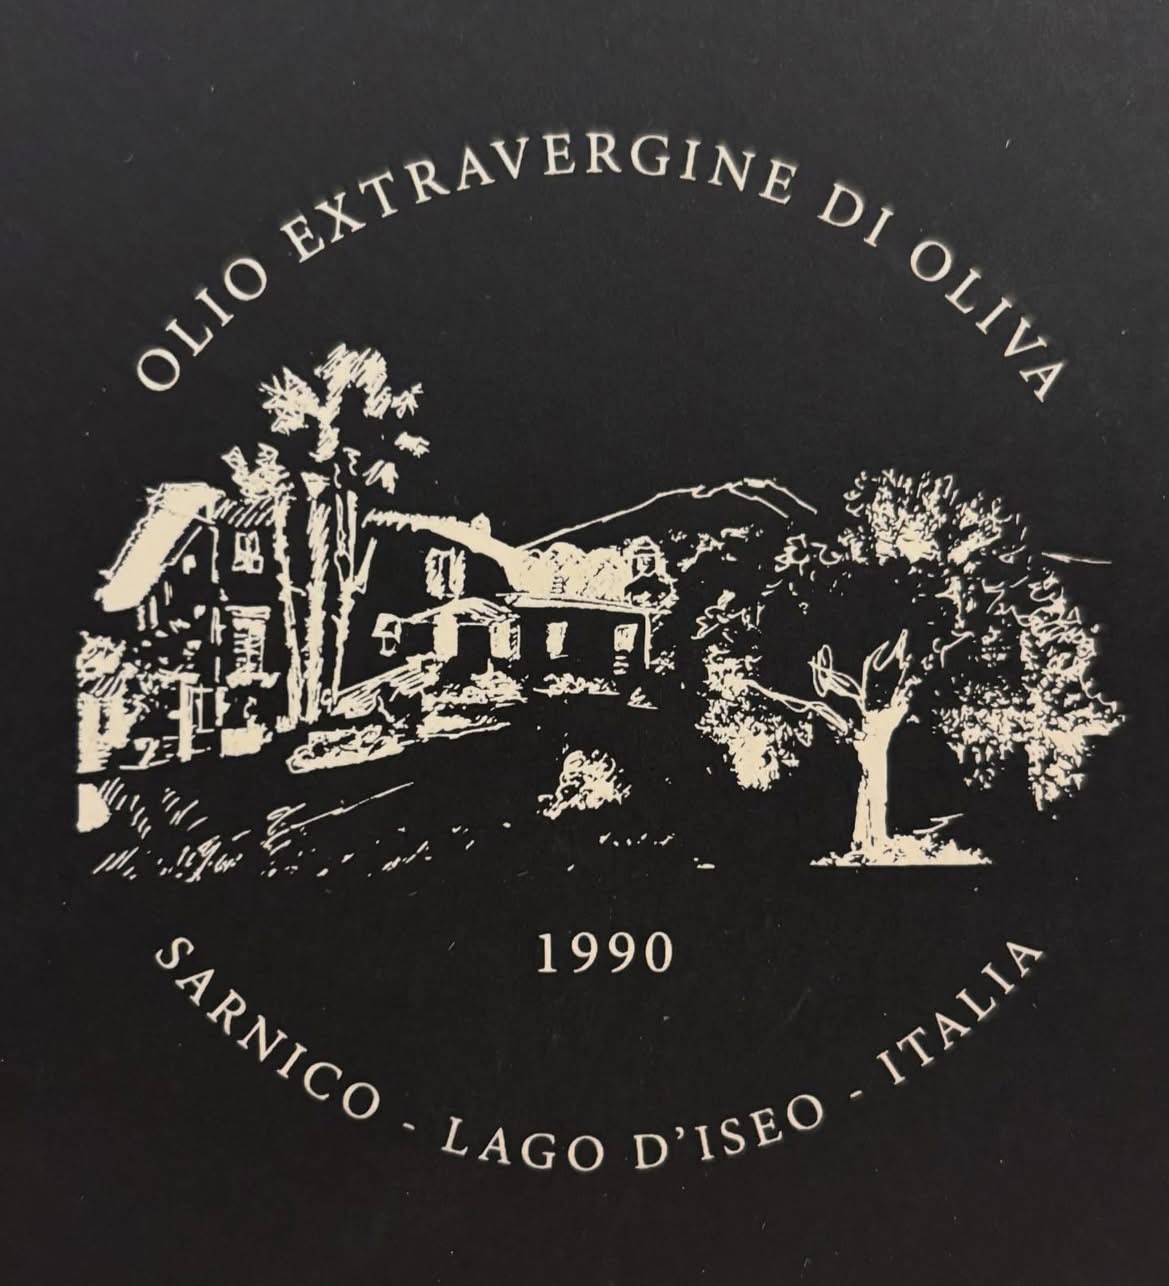 OLIO EXTRAVERGINE DI OLIVA
1990
SARNICO - LAGO D'ISEO - ITALIA